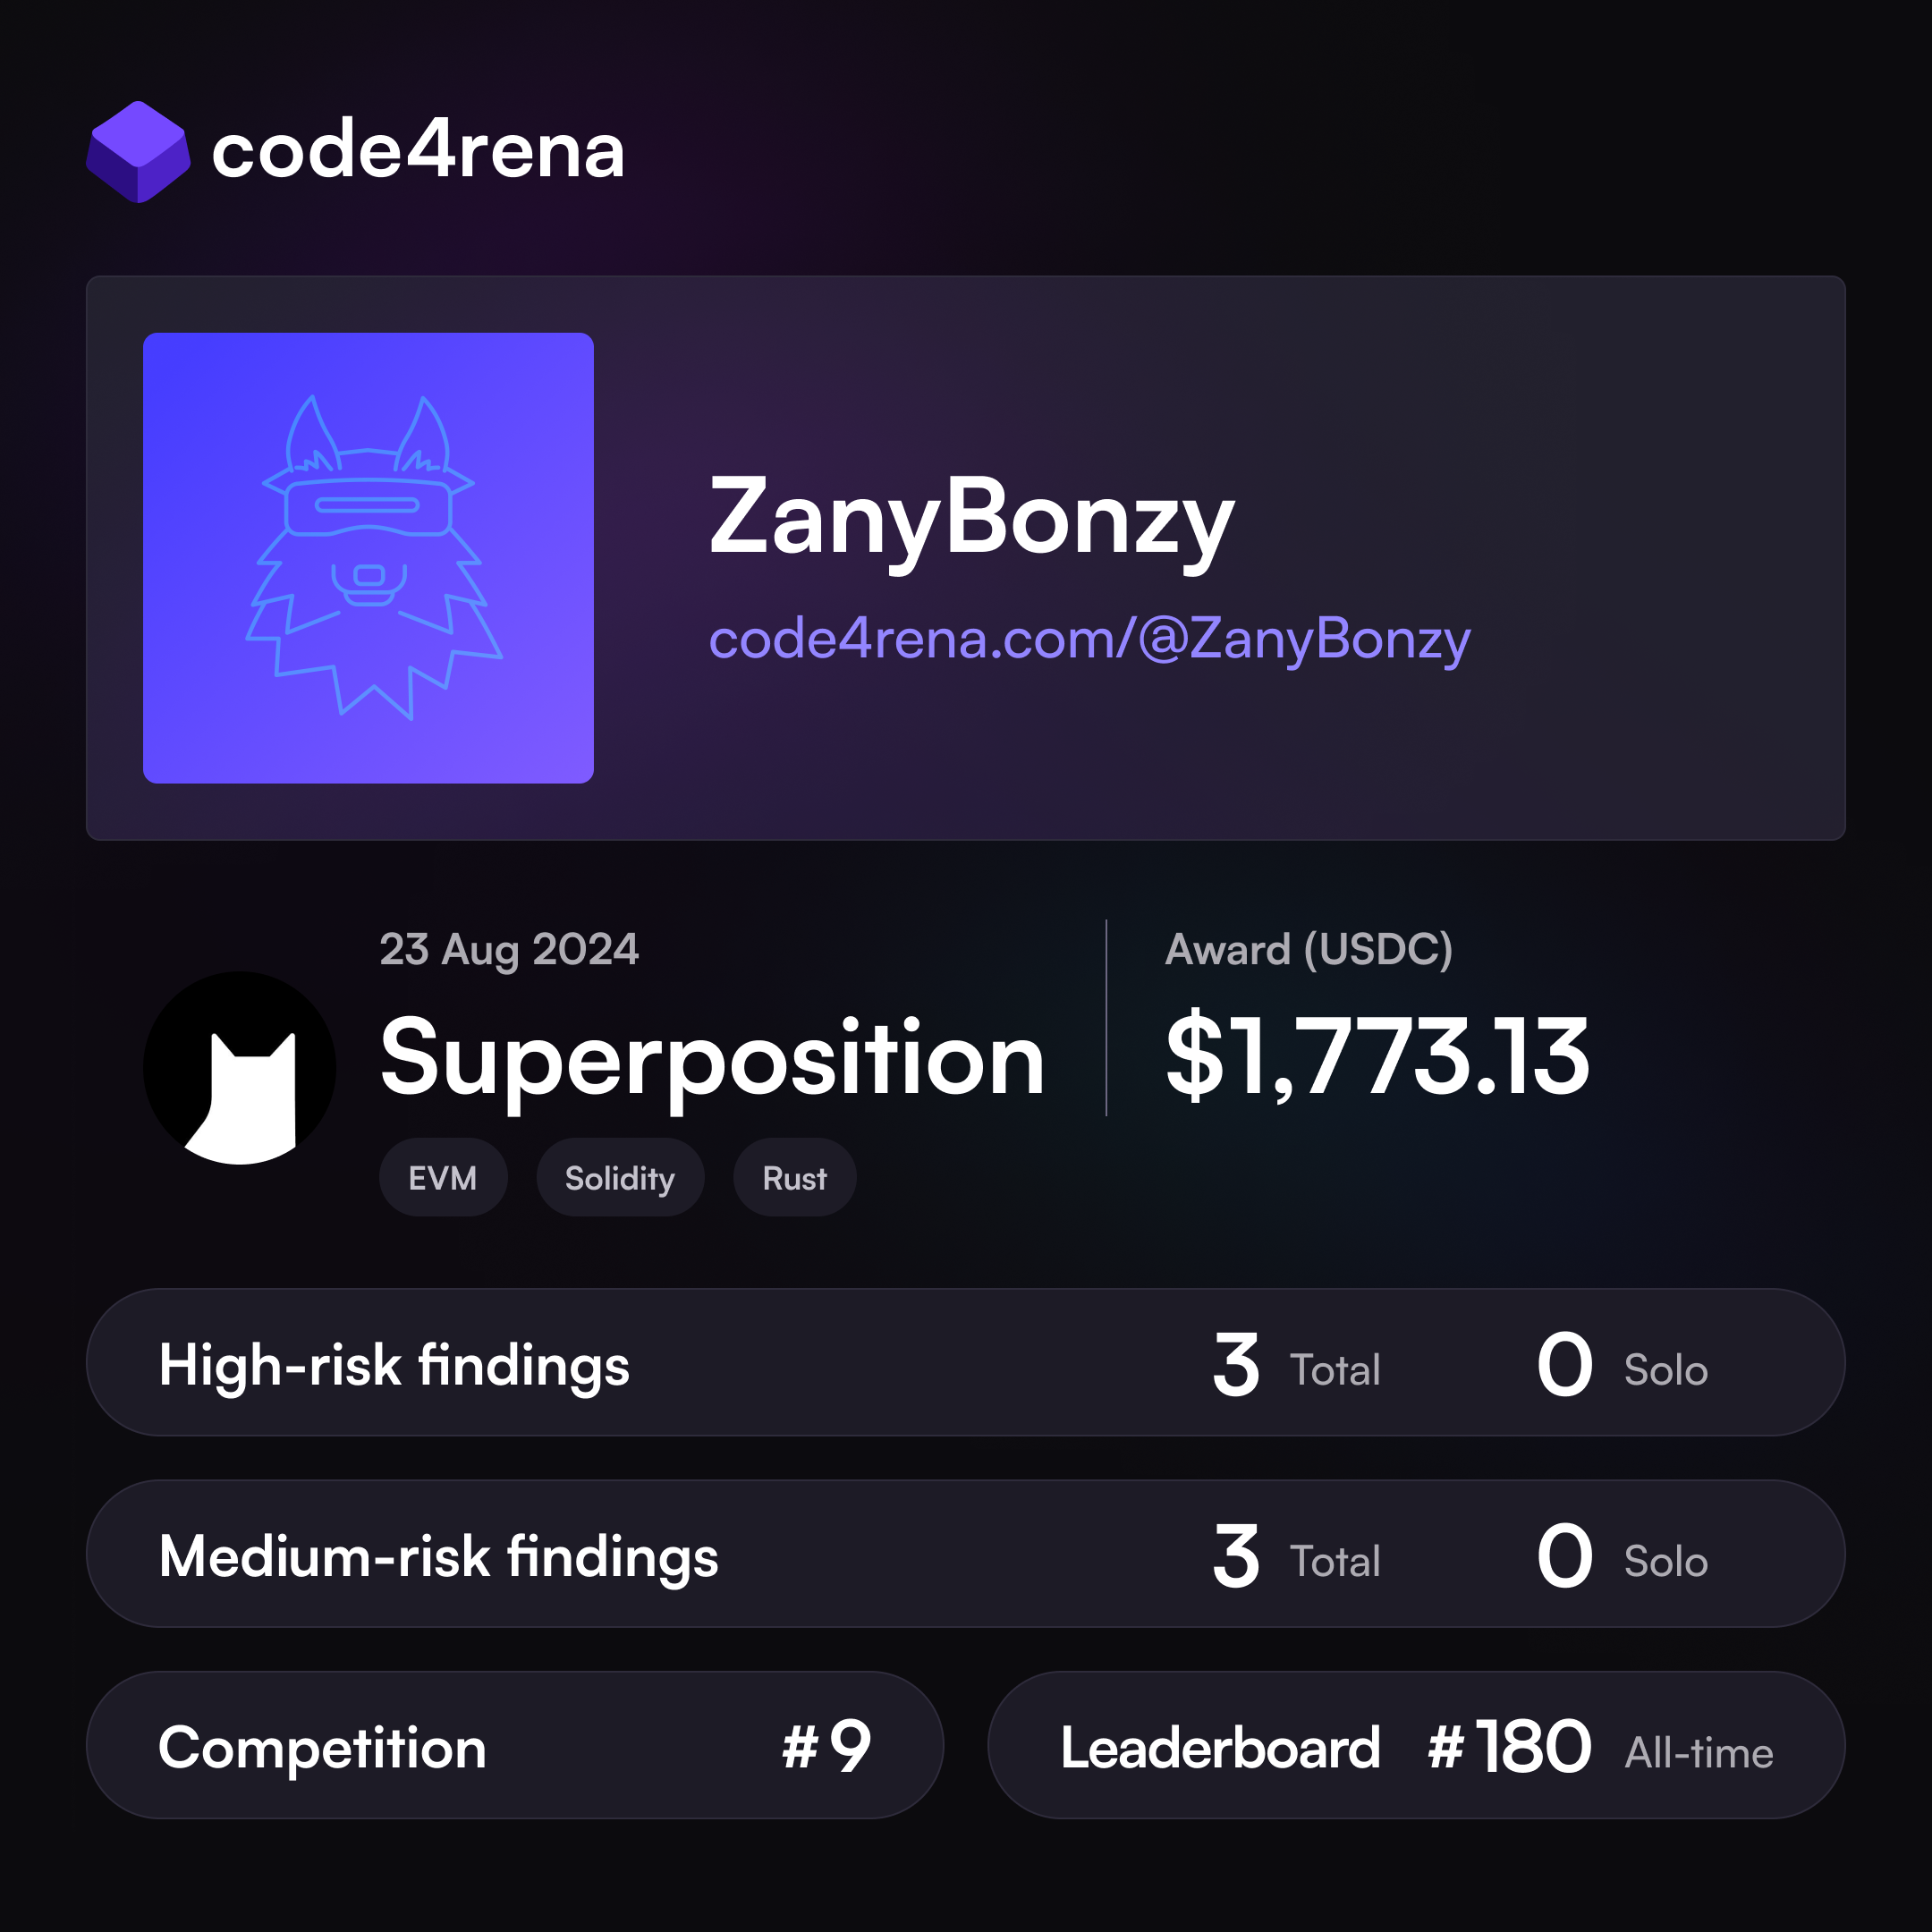 code4rena
ZanyBonzy
code4rena.com/@ZanyBonzy
23 Aug 2024
Superposition
EVM Solidity Rust
Award (USDC)
$1,773.13
High-risk findings 3 Total 0 Solo
Medium-risk findings 3 Total 0 Solo
Competition #9
Leaderboard #180 All-time